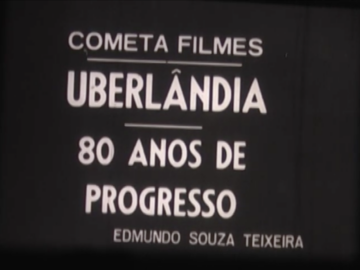 COMETA FILMES
UBERLÂNDIA
80 ANOS DE
PROGRESSO
EDMUNDO SOUZA TEIXEIRA